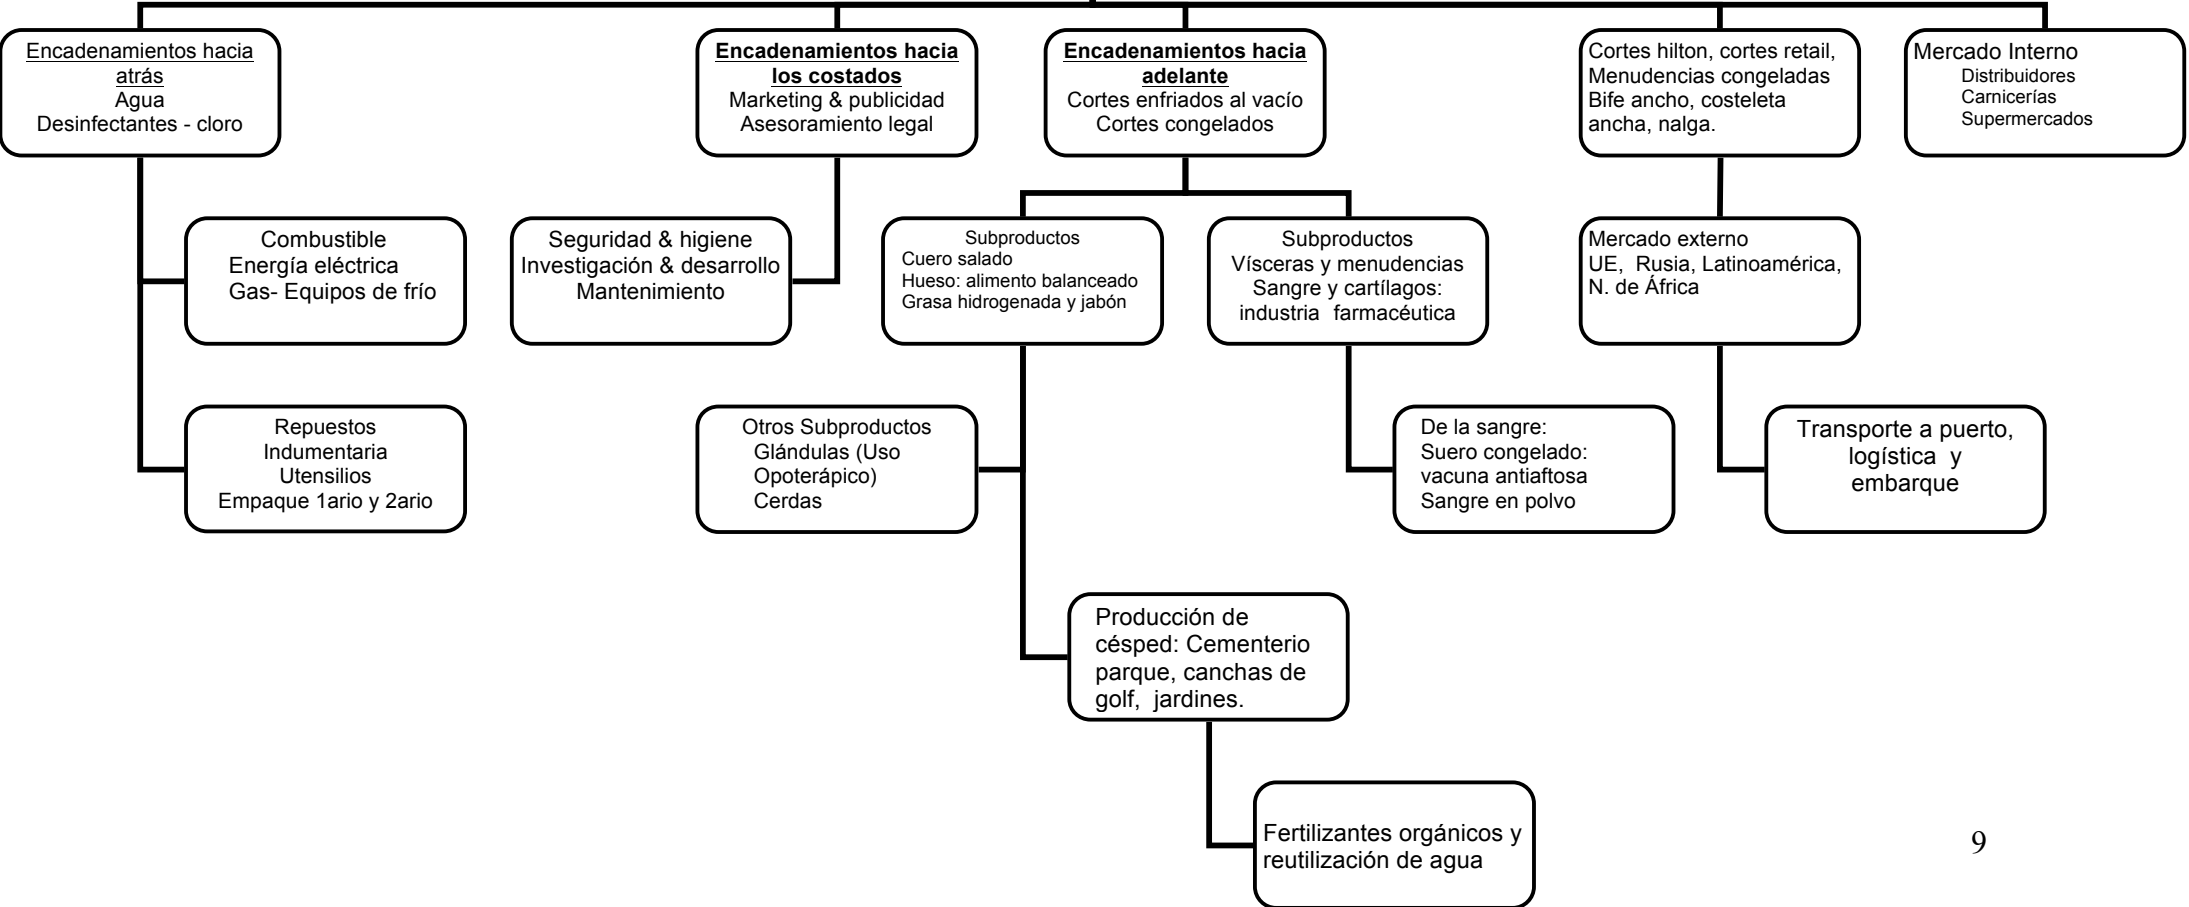 Encadenamientos hacia
atrás
Agua
Desinfectantes - cloro
Encadenamientos hacia
los costados
Marketing & publicidad
Asesoramiento legal
Encadenamientos hacia
adelante
Cortes enfriados al vacío
Cortes congelados
Cortes hilton, cortes retail,
Menudencias congeladas
Bife ancho, costeleta
ancha, nalga.
Mercado Interno
Distribuidores
Carnicerías
Supermercados
Combustible
Energía eléctrica
Gas- Equipos de frío
Seguridad & higiene
Investigación & desarrollo
Mantenimiento
Subproductos
Cuero salado
Hueso: alimento balanceado
Grasa hidrogenada y jabón
Subproductos
Vísceras y menudencias
Sangre y cartílagos:
industria farmacéutica
Mercado externo
UE, Rusia, Latinoamérica,
N. de África
Repuestos
Indumentaria
Utensilios
Empaque 1ario y 2ario
Otros Subproductos
Glándulas (Uso
Opoterápico)
Cerdas
De la sangre:
Suero congelado:
vacuna antiaftosa
Sangre en polvo
Transporte a puerto,
logística y
embarque
Producción de
césped: Cementerio
parque, canchas de
golf, jardines.
Fertilizantes orgánicos y
reutilización de agua
9